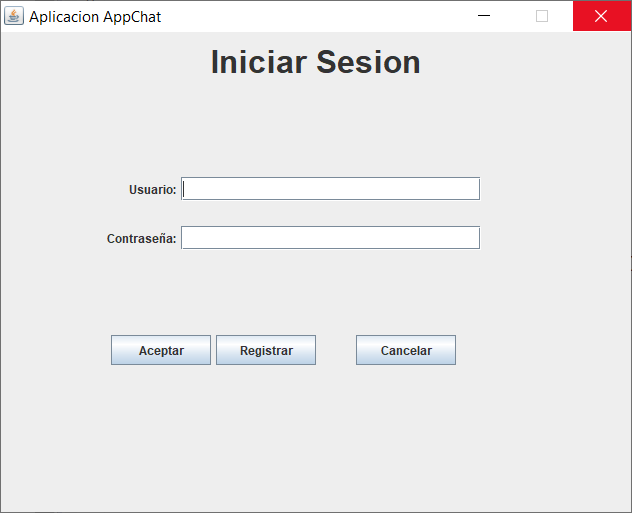 Aplicacion AppChat
Iniciar Sesion
Usuario:
Contraseña:
Aceptar Registrar Cancelar